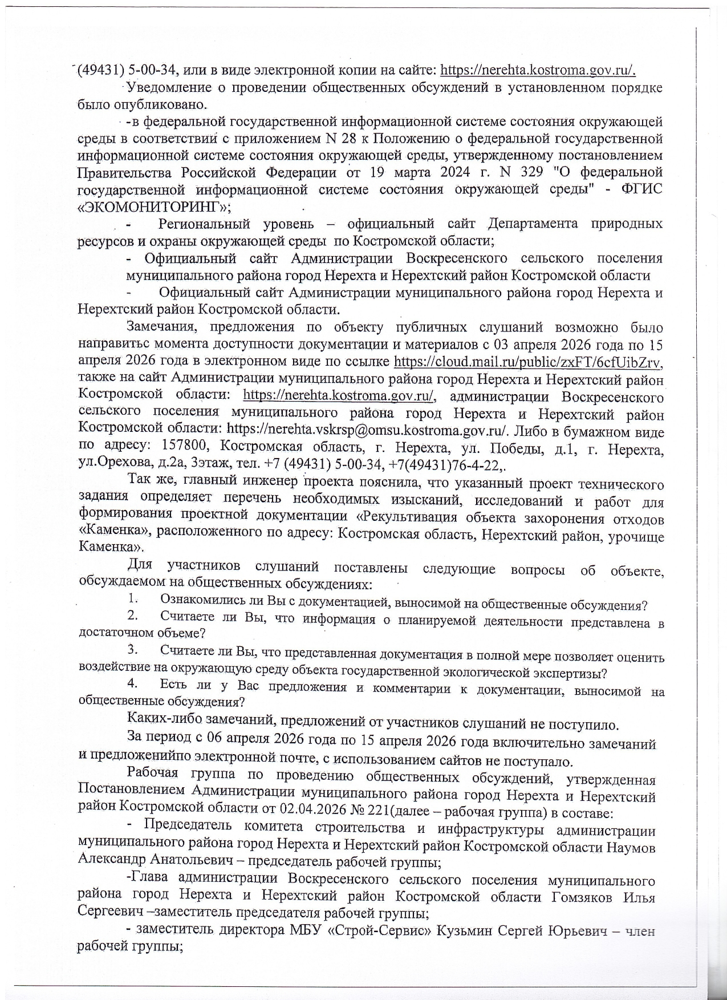 (49431) 5-00-34, или в виде электронной копии на сайте: https://nerehta.kostroma.gov.ru/.
Уведомление о проведении общественных обсуждений в установленном порядке
было опубликовано.
-в федеральной государственной информационной системе состояния окружающей
среды в соответствии с приложением N 28 к Положению о федеральной государственной
информационной системе состояния окружающей среды, утвержденному постановлением
Правительства Российской Федерации от 19 марта 2024 г. N 329 "О федеральной
государственной информационной системе состояния окружающей среды" - ФГИС
«ЭКОМОНИТОРИНГ»;
- Региональный уровень – официальный сайт Департамента природных
ресурсов и охраны окружающей среды по Костромской области;
- Официальный сайт Администрации Воскресенского сельского поселения
муниципального района город Нерехта и Нерехтский район Костромской области
- Официальный сайт Администрации муниципального района город Нерехта и
Нерехтский район Костромской области.
Замечания, предложения по объекту публичных слушаний возможно было
направитьс момента доступности документации и материалов с 03 апреля 2026 года по 15
апреля 2026 года в электронном виде по ссылке https://cloud.mail.ru/public/zxFT/6cfUibZrv,
также на сайт Администрации муниципального района город Нерехта и Нерехтский район
Костромской области: https://nerehta.kostroma.gov.ru/, администрации Воскресенского
сельского поселения муниципального района город Нерехта и Нерехтский район
Костромской области: https://nerehta.vskrsp@omsu.kostroma.gov.ru/. Либо в бумажном виде
по адресу: 157800, Костромская область, г. Нерехта, ул. Победы, д.1, г. Нерехта,
ул.Орехова, д.2а, 3этаж, тел. +7 (49431) 5-00-34, +7(49431)76-4-22,.
Так же, главный инженер проекта пояснила, что указанный проект технического
задания определяет перечень необходимых изысканий, исследований и работ для
формирования проектной документации «Рекультивация объекта захоронения отходов
«Каменка», расположенного по адресу: Костромская область, Нерехтский район, урочище
Каменка».
Для участников слушаний поставлены следующие вопросы об объекте,
обсуждаемом на общественных обсуждениях:
1. Ознакомились ли Вы с документацией, выносимой на общественные обсуждения?
2. Считаете ли Вы, что информация о планируемой деятельности представлена в
достаточном объеме?
3. Считаете ли Вы, что представленная документация в полной мере позволяет оценить
воздействие на окружающую среду объекта государственной экологической экспертизы?
4. Есть ли у Вас предложения и комментарии к документации, выносимой на
общественные обсуждения?
Каких-либо замечаний, предложений от участников слушаний не поступило.
За период с 06 апреля 2026 года по 15 апреля 2026 года включительно замечаний
и предложенийпо электронной почте, с использованием сайтов не поступало.
Рабочая группа по проведению общественных обсуждений, утвержденная
Постановлением Администрации муниципального района город Нерехта и Нерехтский
район Костромской области от 02.04.2026 № 221(далее – рабочая группа) в составе:
- Председатель комитета строительства и инфраструктуры администрации
муниципального района город Нерехта и Нерехтский район Костромской области Наумов
Александр Анатольевич – председатель рабочей группы;
-Глава администрации Воскресенского сельского поселения муниципального
района город Нерехта и Нерехтский район Костромской области Гомзяков Илья
Сергеевич –заместитель председателя рабочей группы;
- заместитель директора МБУ «Строй-Сервис» Кузьмин Сергей Юрьевич – член
рабочей группы;